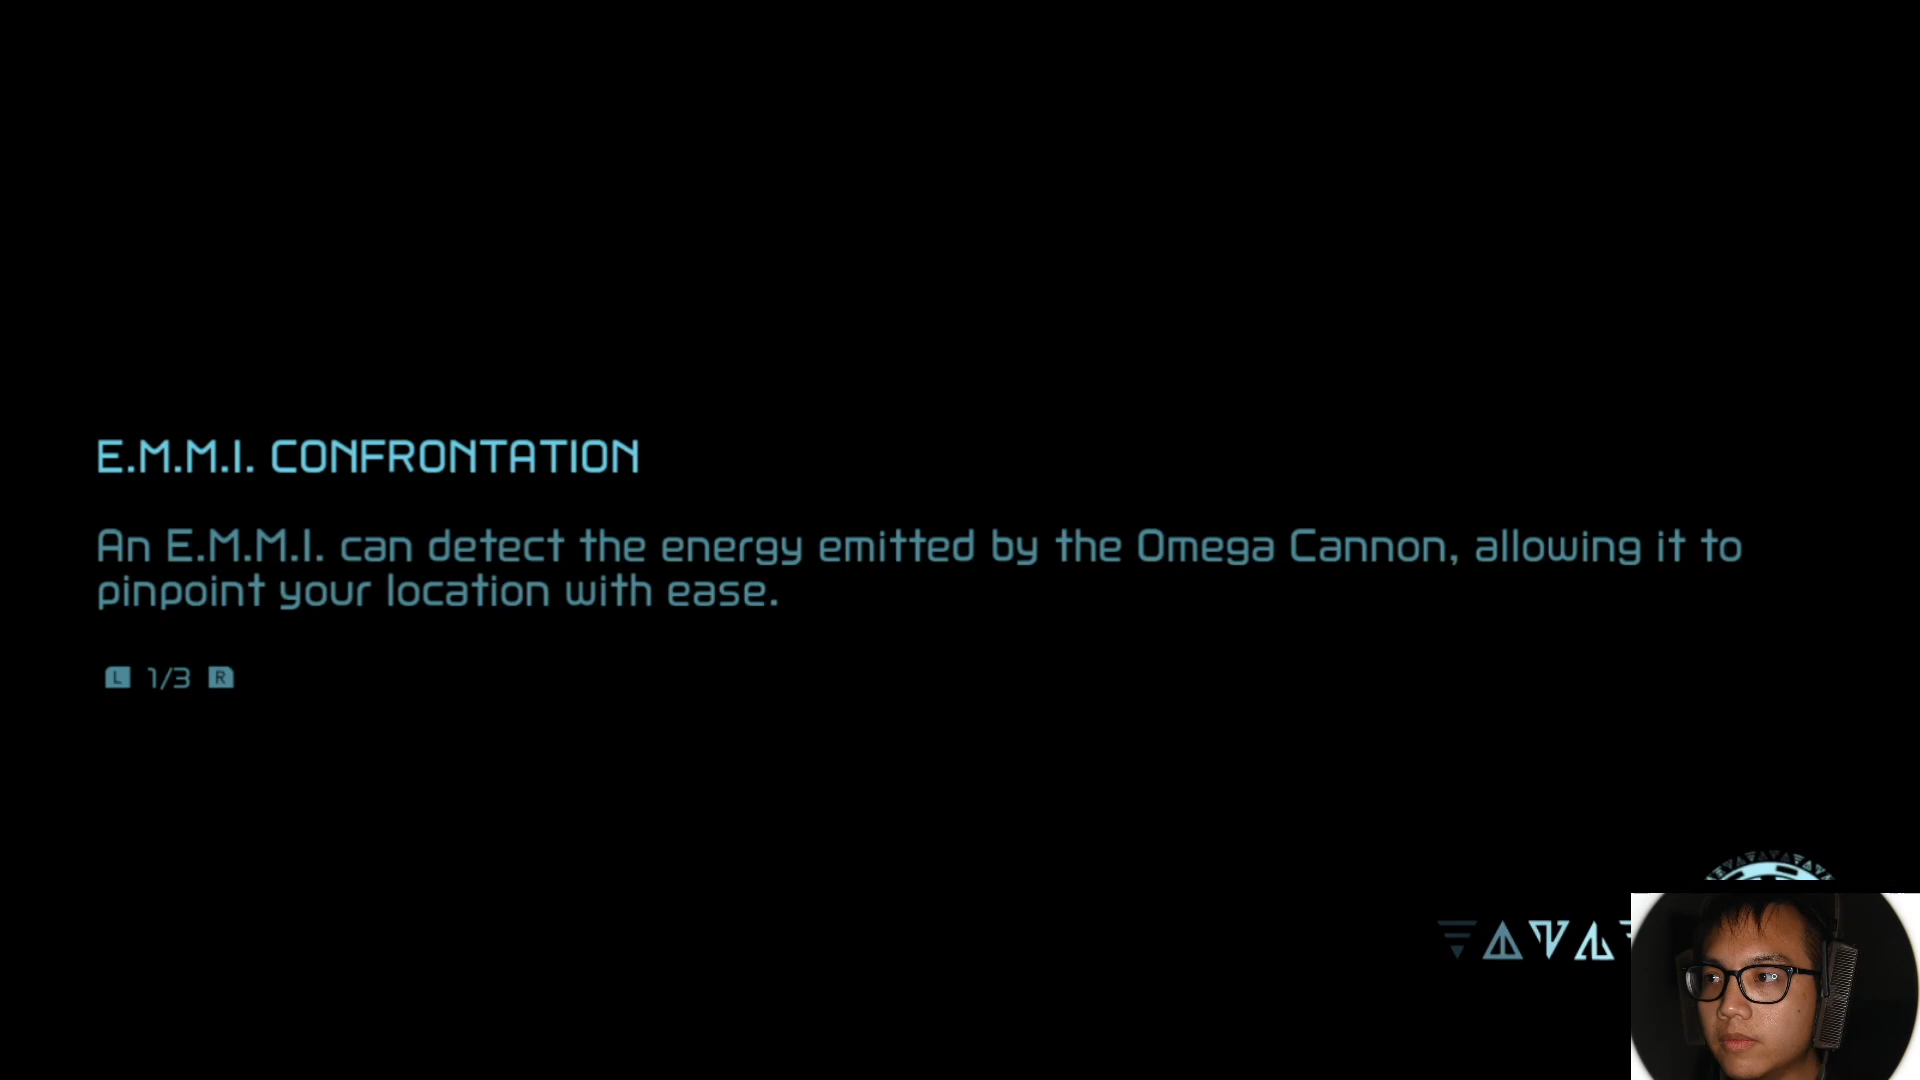 E.M.M.I. CONFRONTATION
An E.M.M.I. can detect the energy emitted by the Omega Cannon, allowing it to
pinpoint your location with ease.
L 1/3 R